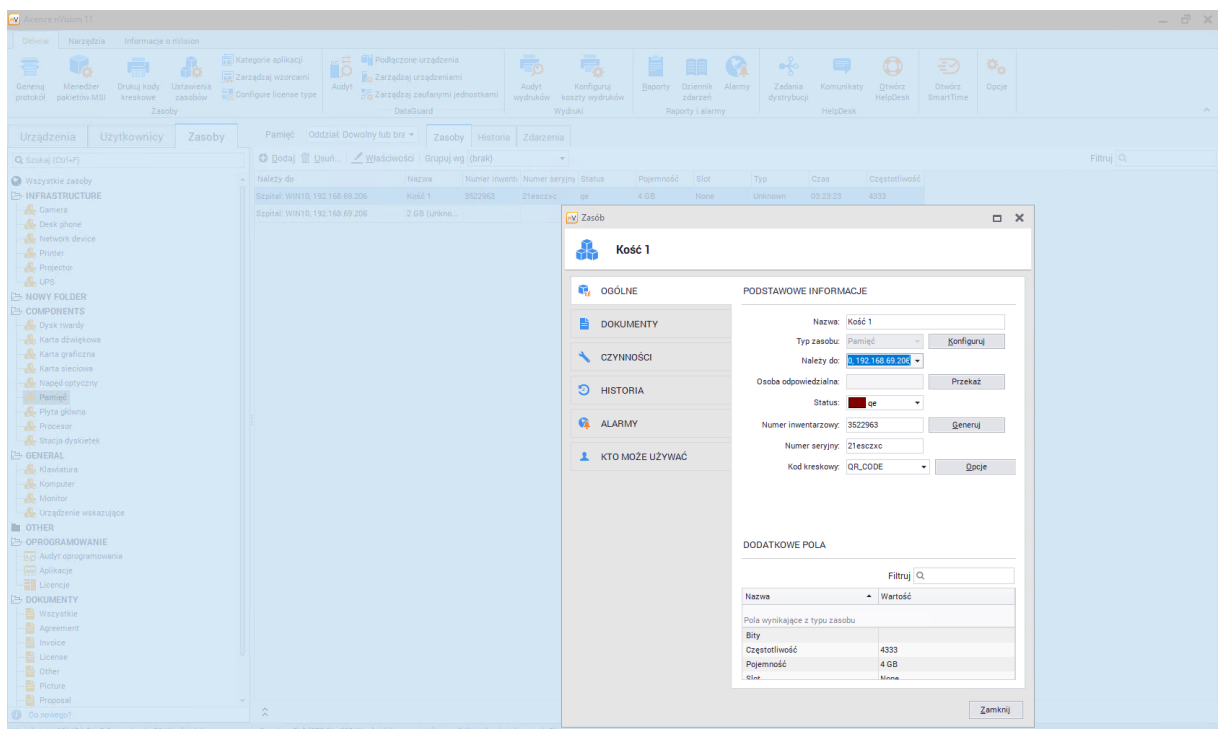 Axence nVision 11
Główne Narzędzia Informacje o nVision
Generuj protokół
Menedżer pakietów MSI
Drukuj kody kreskowe
Ustawienia zasobów
Kategorie aplikacji
Zarządzaj wzorcami
Configure license type
Zasoby
Audyt
Podłączone urządzenia
Zarządzaj urządzeniami
Zarządzaj zaufanymi jednostkami
DataGuard
Audyt wydruków
Konfiguruj koszty wydruków
Wydruki
Raporty
Dziennik zdarzeń
Alarmy
Raporty i alarmy
Zadania dystrybucji
Komunikaty
Otwórz HelpDesk
HelpDesk
Otwórz SmartTime
Opcje
Urządzenia Użytkownicy Zasoby
Pamięć Oddział: Dowolny lub bra Zasoby Historia Zdarzenia
Szukaj (Ctrl+F)
Dodaj Usuń... Właściwości Grupuj wg (brak) Filtruj
Należy do Nazwa Numer inwenta Numer seryjny Status Pojemność Slot Typ Czas Częstotliwość
Szpital: WIN10, 192.168.69.206 Kość 1 3522963 21esczxc qe 4 GB None Unknown 03:23:23 4333
Szpital: WIN10, 192.168.69.206 2 GB (Unkno...
Wszystkie zasoby
INFRASTRUCTURE
Camera
Desk phone
Network device
Printer
Projector
UPS
NOWY FOLDER
COMPONENTS
Dysk twardy
Karta dźwiękowa
Karta graficzna
Karta sieciowa
Napęd optyczny
Pamięć
Płyta główna
Procesor
Stacja dyskietek
GENERAL
Klawiatura
Komputer
Monitor
Urządzenie wskazujące
OTHER
OPROGRAMOWANIE
Audyt oprogramowania
Aplikacje
Licencje
DOKUMENTY
Wszystkie
Agreement
Invoice
License
Other
Picture
Proposal
Co nowego?
Zasób
Kość 1
OGÓLNE
DOKUMENTY
CZYNNOŚCI
HISTORIA
ALARMY
KTO MOŻE UŻYWAĆ
PODSTAWOWE INFORMACJE
Nazwa: Kość 1
Typ zasobu: Pamięć Konfiguruj
Należy do: 0, 192.168.69.206
Osoba odpowiedzialna: Przekaż
Status: qe
Numer inwentarzowy: 3522963 Generuj
Numer seryjny: 21esczxc
Kod kreskowy: QR_CODE Opcje
DODATKOWE POLA
Filtruj
Nazwa Wartość
Pola wynikające z typu zasobu
Bity
Częstotliwość 4333
Pojemność 4 GB
Slot None
Zamknij